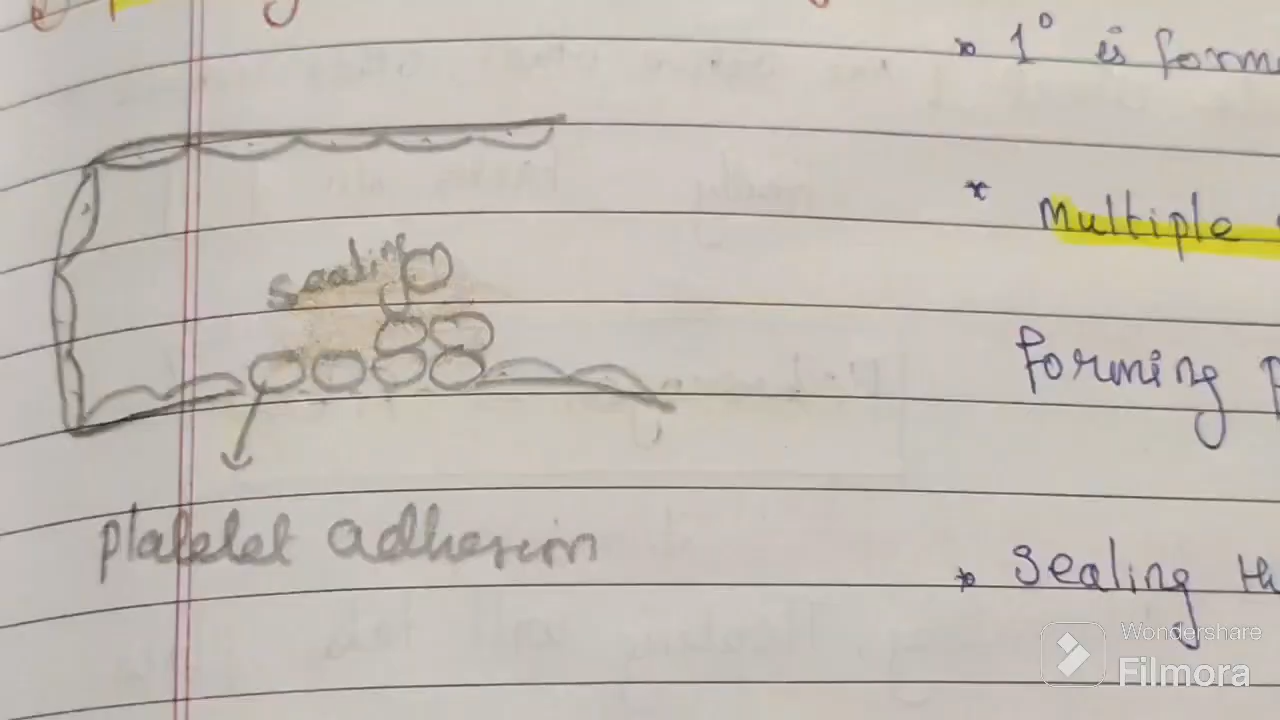 * 1° is form
* Multiple
sealing
forming p
platelet adhesion
* Sealing th
Wondershare
Filmora